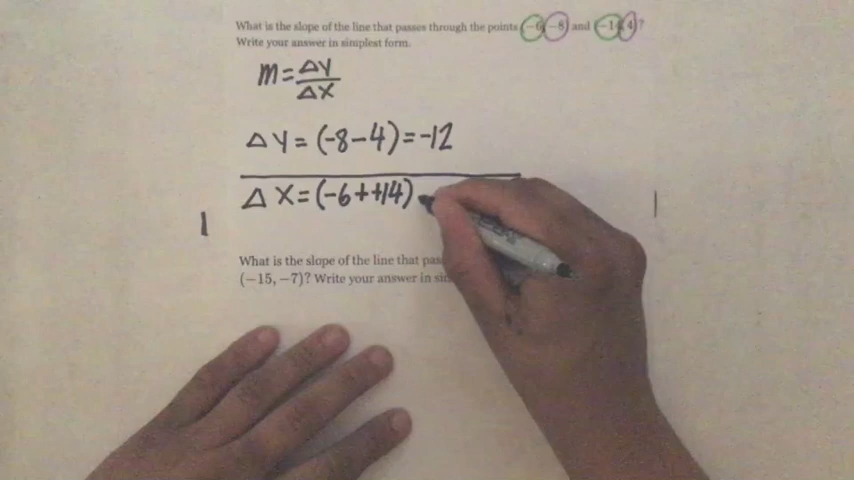 What is the slope of the line that passes through the points (−6, −8) and (−14, 4)?
Write your answer in simplest form.
m = ΔY
ΔX
ΔY = (-8-4) = -12
ΔX = (-6++14)
What is the slope of the line that pas
(−15, −7)? Write your answer in sim